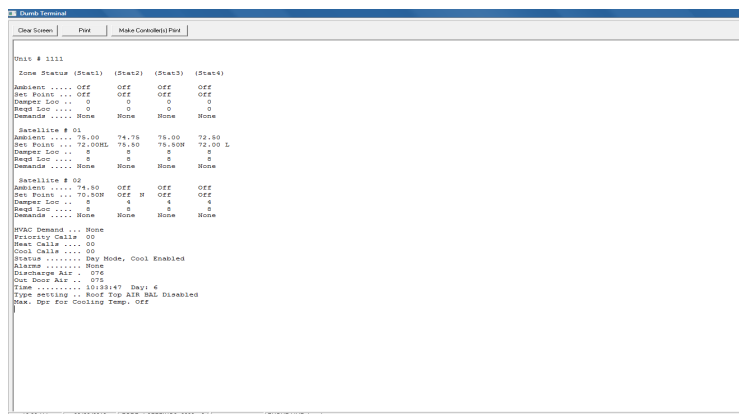 Dumb Terminal
Clear Screen Print Make Controller(s) Print
Unit # 1111
Zone Status (Stat1) (Stat2) (Stat3) (Stat4)
Ambient ..... Off Off Off Off
Set Point ... Off Off Off Off
Damper Loc .. 0 0 0 0
Reqd Loc .... 0 0 0 0
Demands ..... None None None None
Satellite # 01
Ambient ..... 75.00 74.75 75.00 72.50
Set Point ... 72.00HL 75.50 75.50N 72.00 L
Damper Loc .. 8 8 8 8
Reqd Loc .... 8 8 8 8
Demands ..... None None None None
Satellite # 02
Ambient ..... 74.50 Off Off Off
Set Point ... 70.50N Off N Off Off
Damper Loc .. 8 4 4 4
Reqd Loc .... 8 8 8 8
Demands ..... None None None None
HVAC Demand ... None
Priority Calls 00
Heat Calls .... 00
Cool Calls .... 00
Status ........ Day Mode, Cool Enabled
Alarms ........ None
Discharge Air . 076
Out Door Air .. 075
Time .......... 10:33:47 Day: 6
Type setting .. Roof Top AIR BAL Disabled
Max. Dpr for Cooling Temp. Off